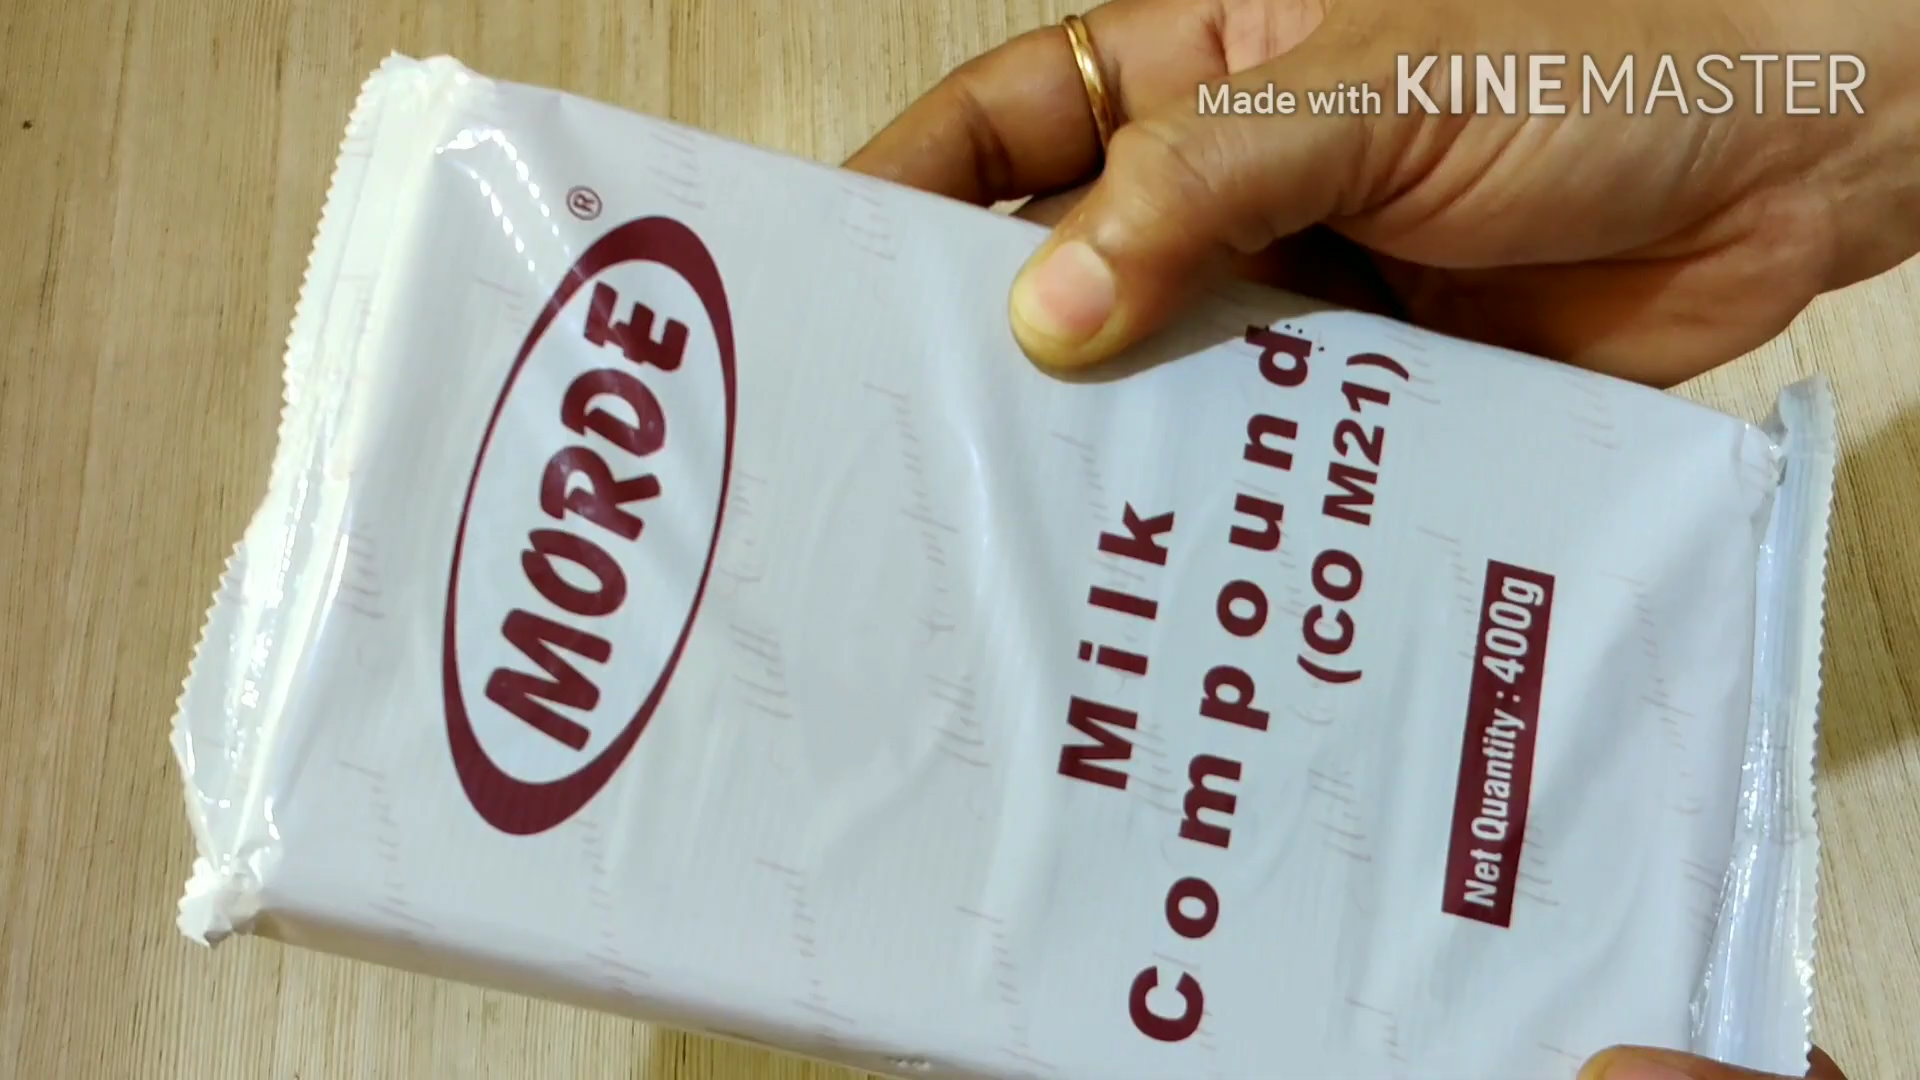 Made with KINEMASTER
MORDE®
Milk
Compound
(CO M21)
Net Quantity : 400g